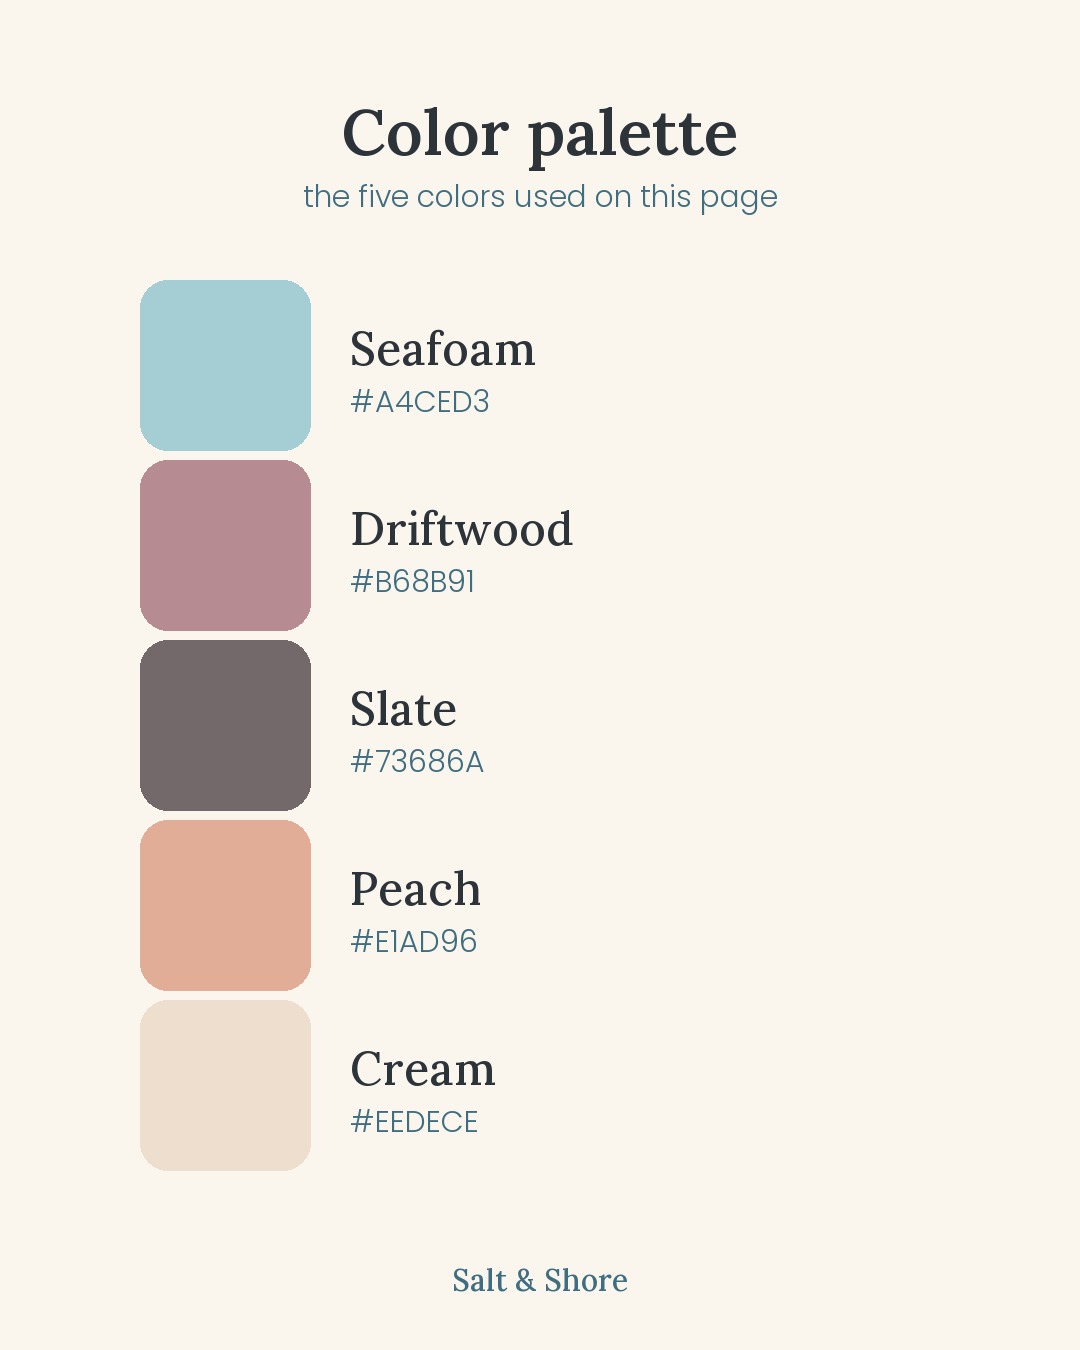 Color palette
the five colors used on this page
Seafoam
#A4CED3
Driftwood
#B68B91
Slate
#73686A
Peach
#E1AD96
Cream
#EEDECE
Salt & Shore